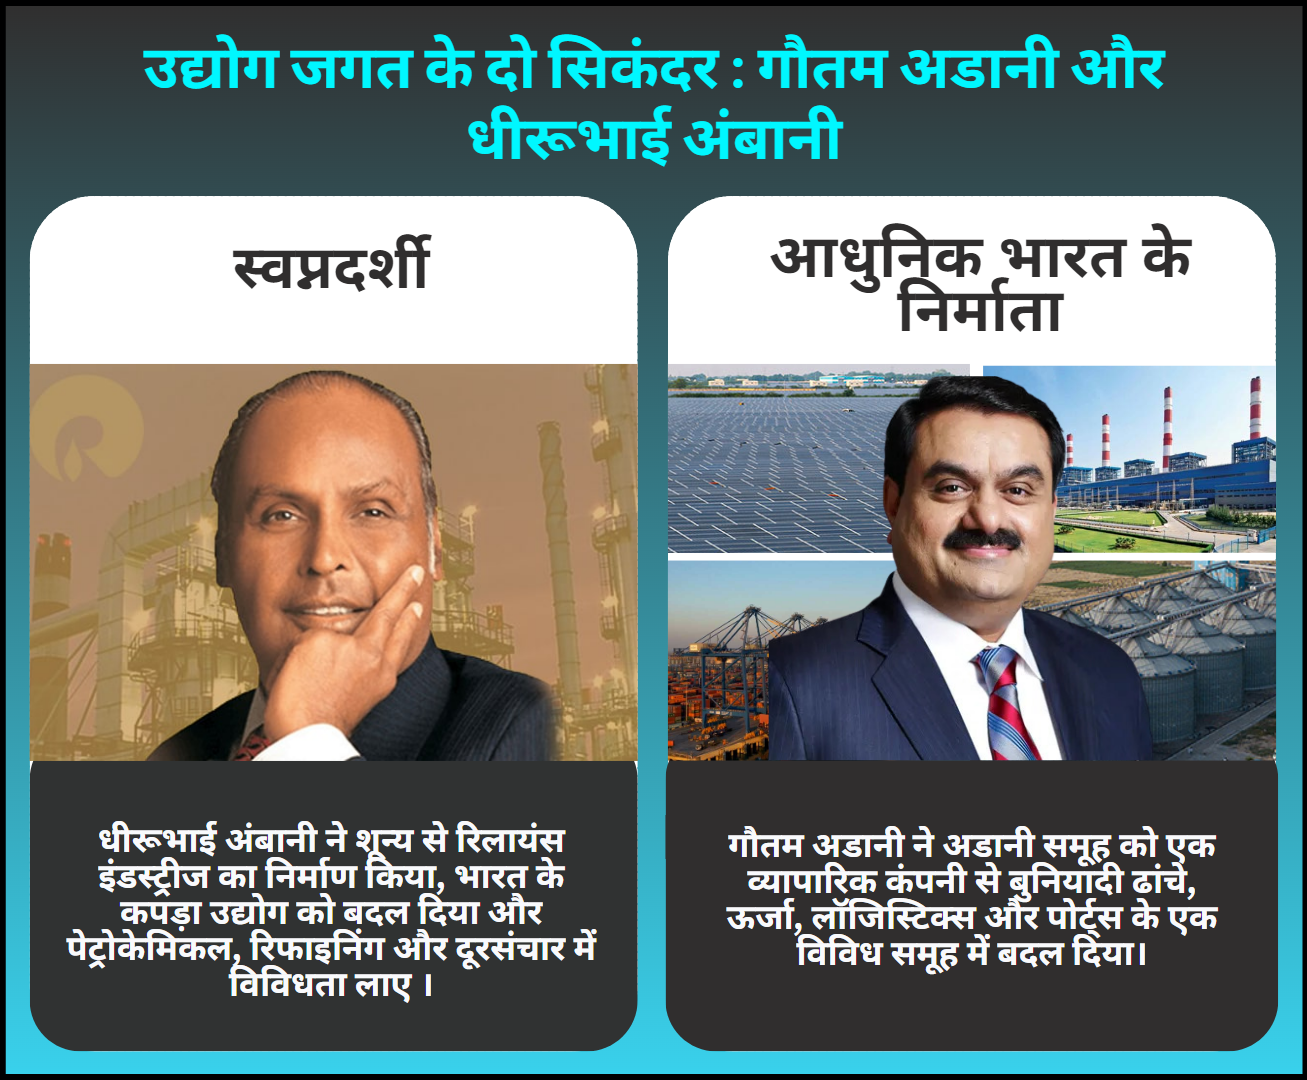 उद्योग जगत के दो सिकंदर : गौतम अडानी और
धीरूभाई अंबानी
स्वप्नदर्शी
धीरूभाई अंबानी ने शून्य से रिलायंस
इंडस्ट्रीज का निर्माण किया, भारत के
कपड़ा उद्योग को बदल दिया और
पेट्रोकेमिकल, रिफाइनिंग और दूरसंचार में
विविधता लाए ।
आधुनिक भारत के
निर्माता
गौतम अडानी ने अडानी समूह को एक
व्यापारिक कंपनी से बुनियादी ढांचे,
ऊर्जा, लॉजिस्टिक्स और पोर्ट्स के एक
विविध समूह में बदल दिया।